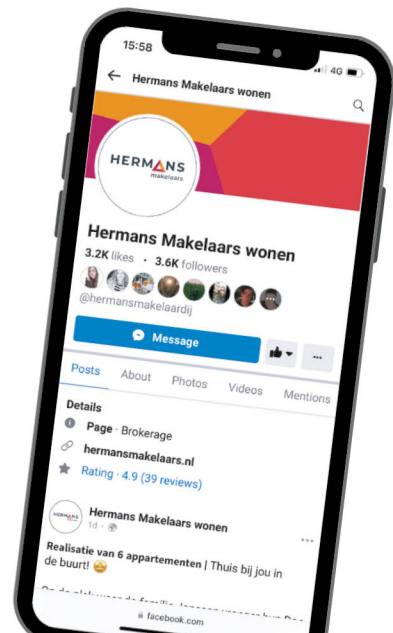 15:58
4G
Hermans Makelaars wonen
HERMANS
makelaars
Hermans Makelaars wonen
3.2K likes · 3.6K followers
@hermansmakelaardij
Message
Posts About Photos Videos Mentions
Details
Page · Brokerage
hermansmakelaars.nl
Rating · 4.9 (39 reviews)
HERMANS
Hermans Makelaars wonen
1d ·
Realisatie van 6 appartementen | Thuis bij jou in
de buurt! 🤩
facebook.com